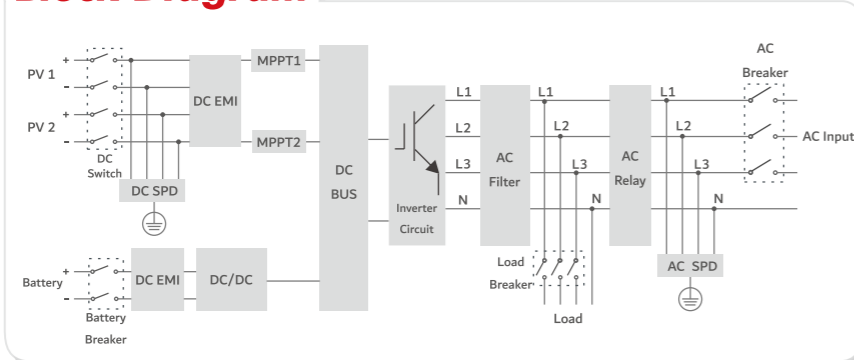 Block Diagram
PV 1
+
-
PV 2
+
-
DC
Switch
DC SPD
DC EMI
MPPT1
MPPT2
Battery
+
-
Battery
Breaker
DC EMI
DC/DC
DC
BUS
Inverter
Circuit
L1
L2
L3
N
AC
Filter
L1
L2
L3
N
Load
Breaker
Load
AC
Relay
L1
L2
L3
N
AC SPD
AC
Breaker
AC Input